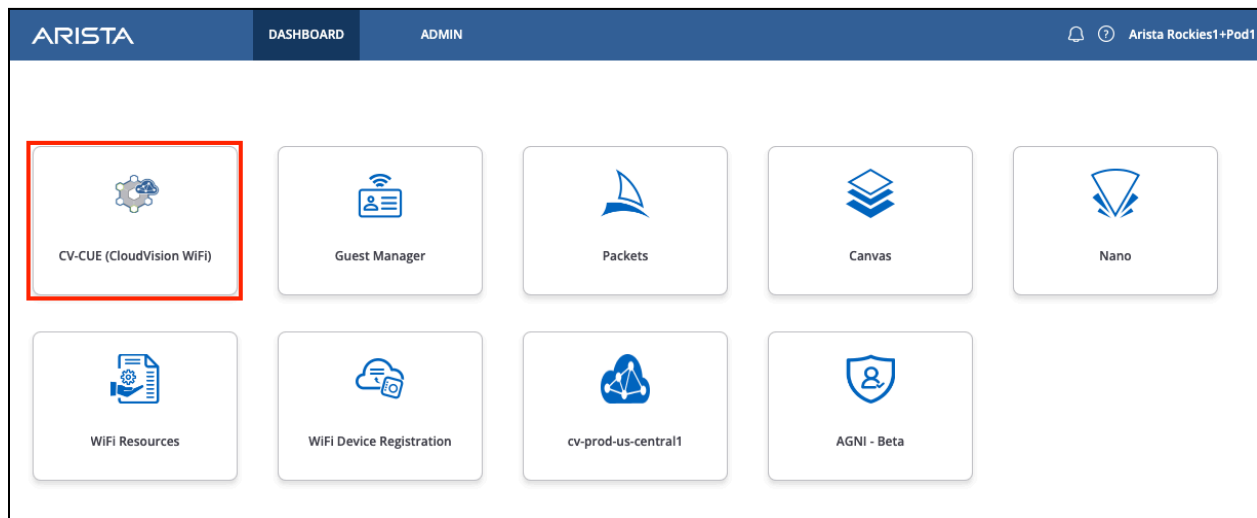 ARISTA DASHBOARD ADMIN Arista Rockies1+Pod1
CV-CUE (CloudVision WiFi) Guest Manager Packets Canvas Nano
WiFi Resources WiFi Device Registration cv-prod-us-central1 AGNI - Beta